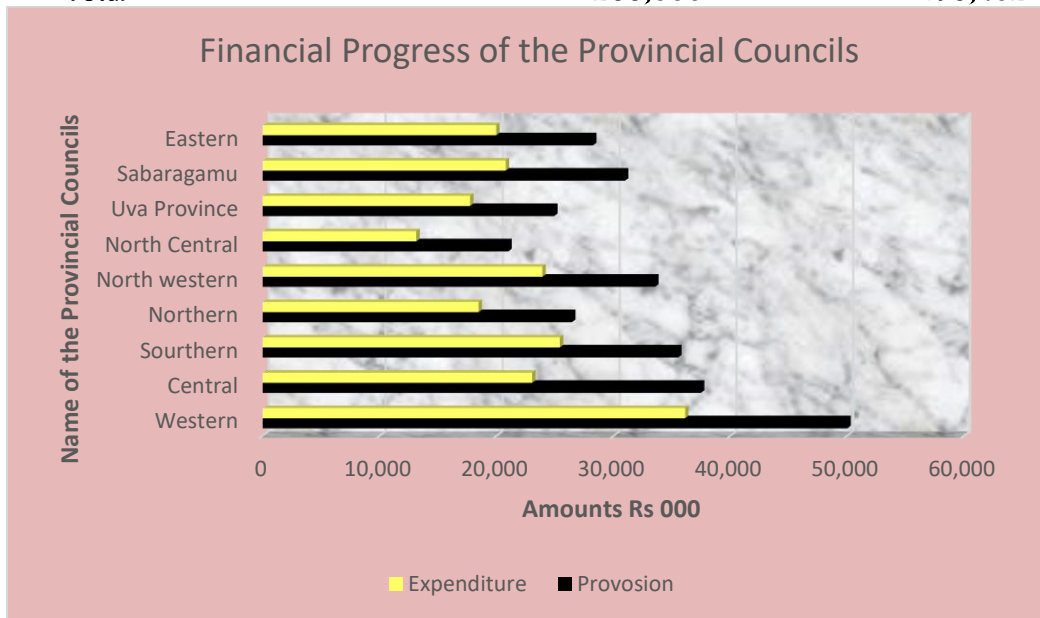 Financial Progress of the Provincial Councils
Name of the Provincial Councils
Eastern
Sabaragamu
Uva Province
North Central
North western
Northern
Sourthern
Central
Western
0 10,000 20,000 30,000 40,000 50,000 60,000
Amounts Rs 000
Expenditure Provosion